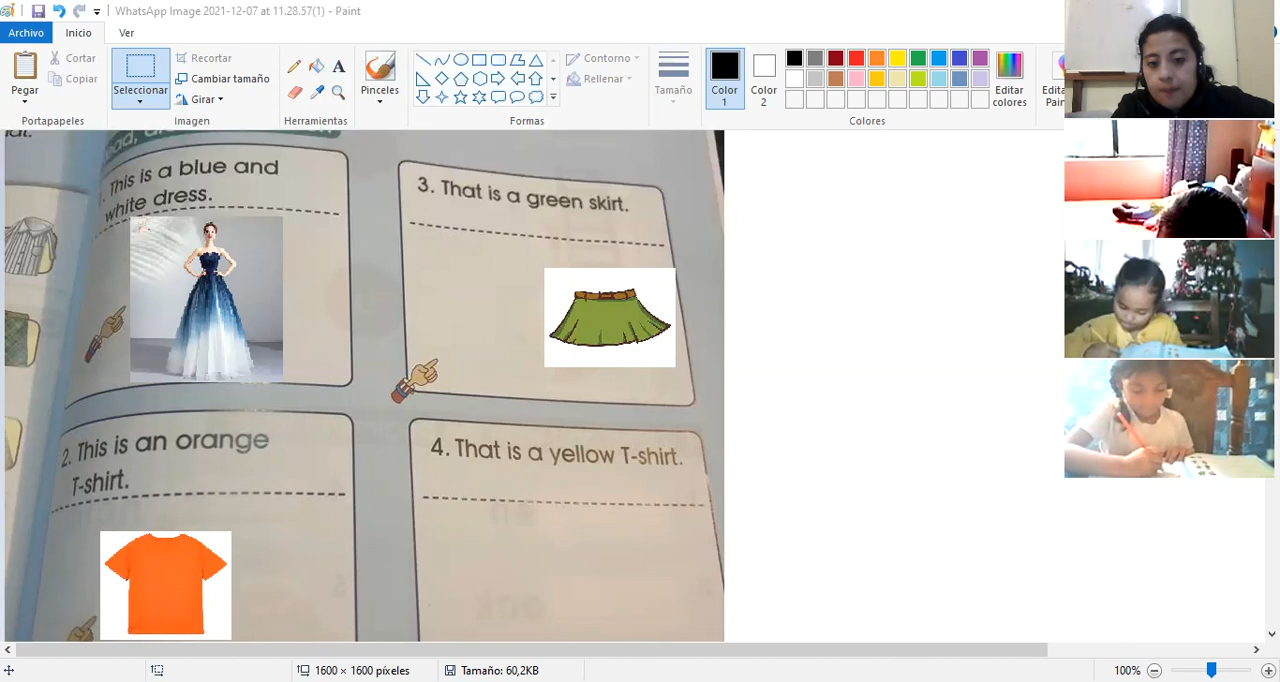 WhatsApp Image 2021-12-07 at 11.28.57(1) - Paint
Archivo
Inicio
Ver
Pegar
Cortar
Copiar
Portapapeles
Seleccionar
Recortar
Cambiar tamaño
Girar
Imagen
A
Herramientas
Pinceles
Contorno
Rellenar
Formas
Tamaño
Color
1
Color
2
Editar
colores
Colores
This is a blue and
white dress.
3. That is a green skirt.
2. This is an orange
T-shirt.
4. That is a yellow T-shirt.
1600 × 1600 píxeles
Tamaño: 60,2KB
100%